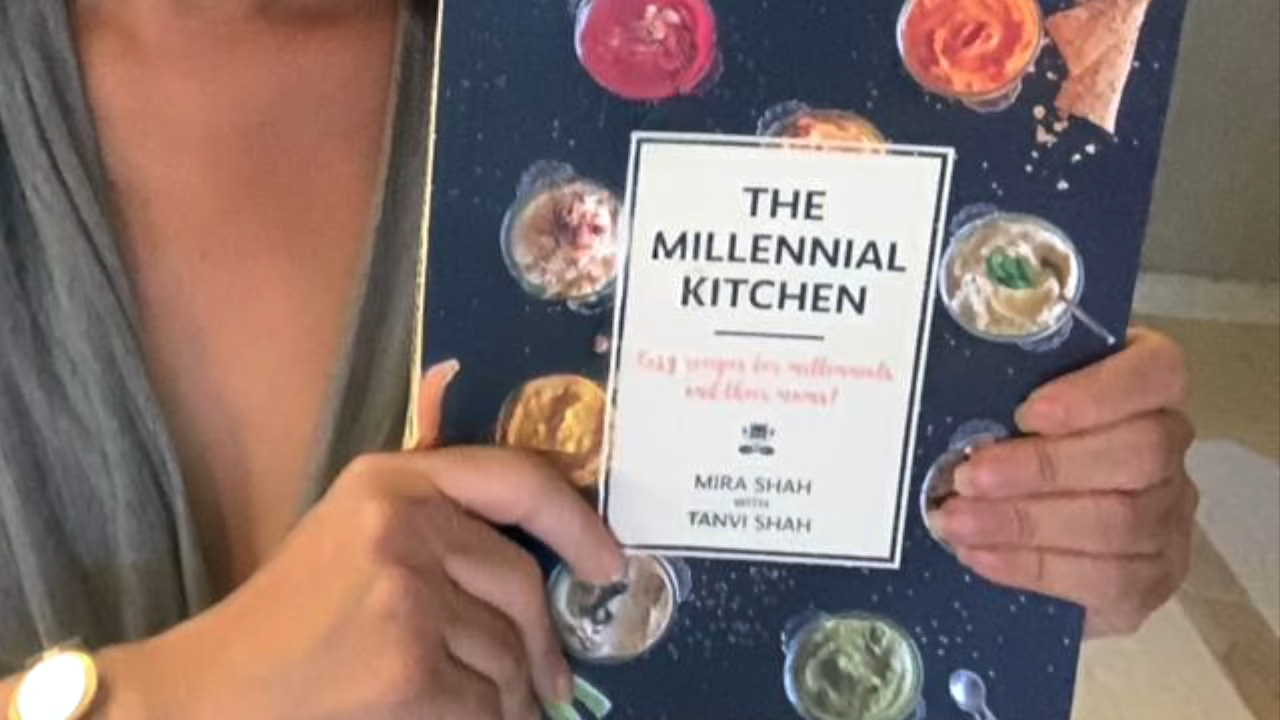 THE
MILLENNIAL
KITCHEN
Easy recipes for millennials
and their moms!
MIRA SHAH
WITH
TANVI SHAH